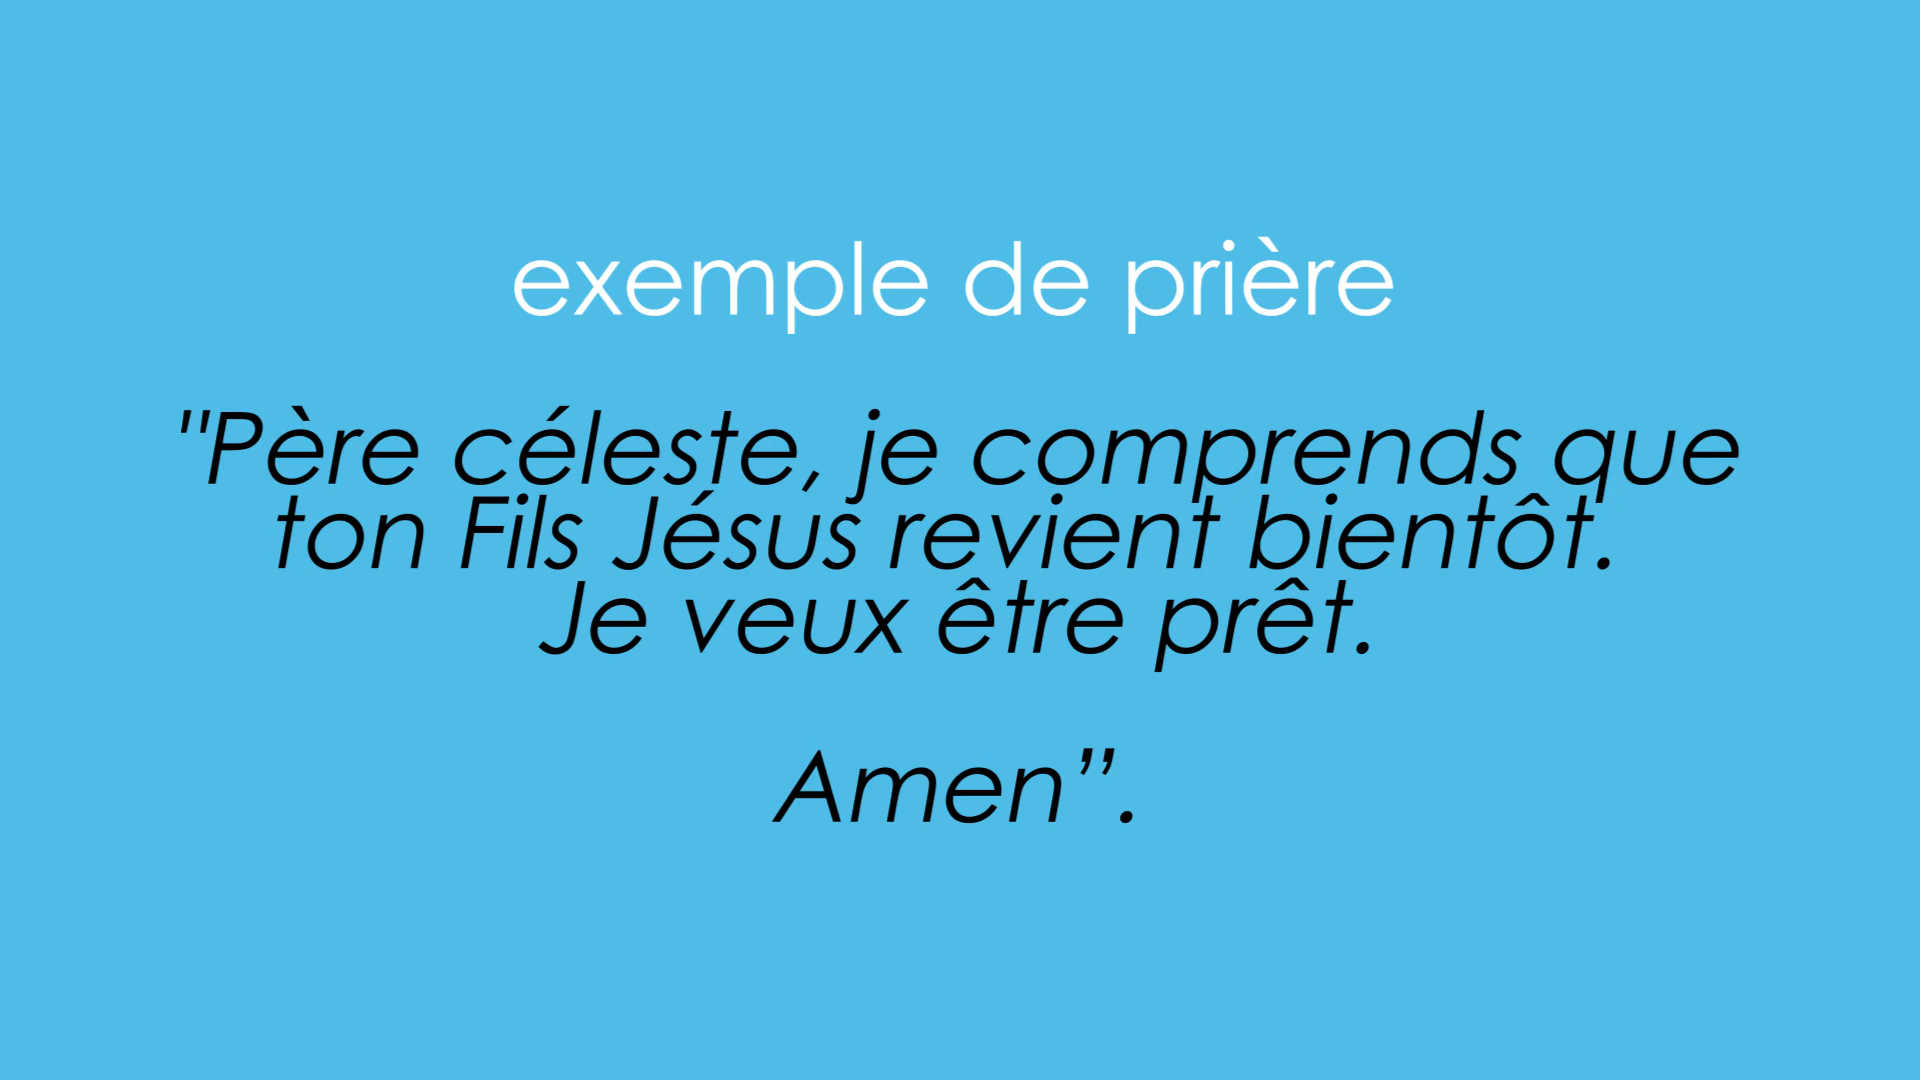 exemple de prière
"Père céleste, je comprends que
ton Fils Jésus revient bientôt.
Je veux être prêt.
Amen”.